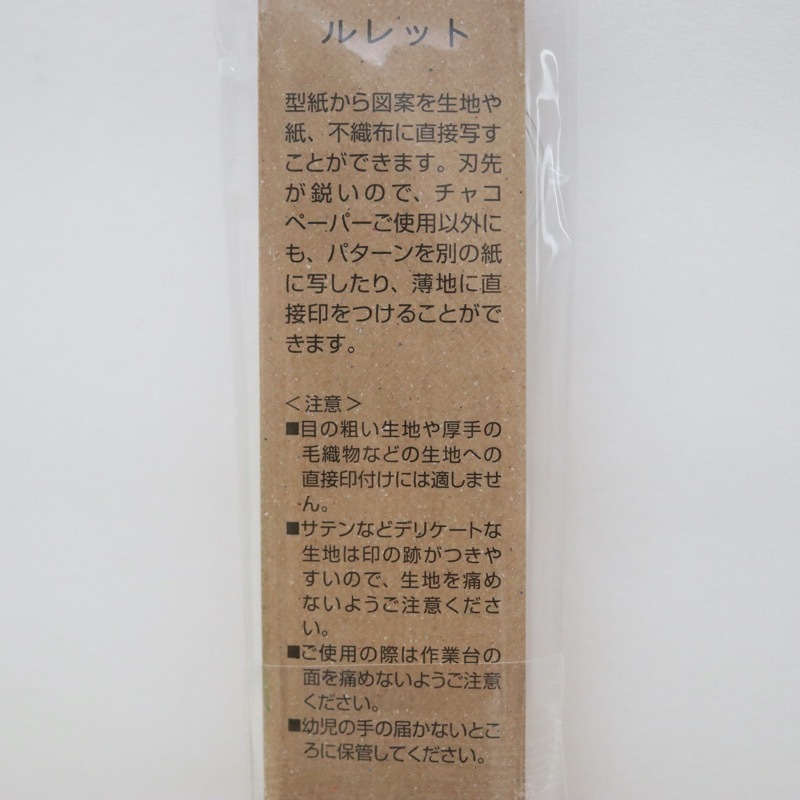 ルレット
型紙から図案を生地や
紙、不織布に直接写す
ことができます。刃先
が鋭いので、チャコ
ペーパーご使用以外に
も、パターンを別の紙
に写したり、薄地に直
接印をつけることがで
きます。
＜注意＞
■目の粗い生地や厚手の
毛織物などの生地への
直接印付けには適しませ
ん。
■サテンなどデリケートな
生地は印の跡がつきや
すいので、生地を痛め
ないようご注意くださ
い。
■ご使用の際は作業台の
面を痛めないようご注意
ください。
■幼児の手の届かないとこ
ろに保管してください。